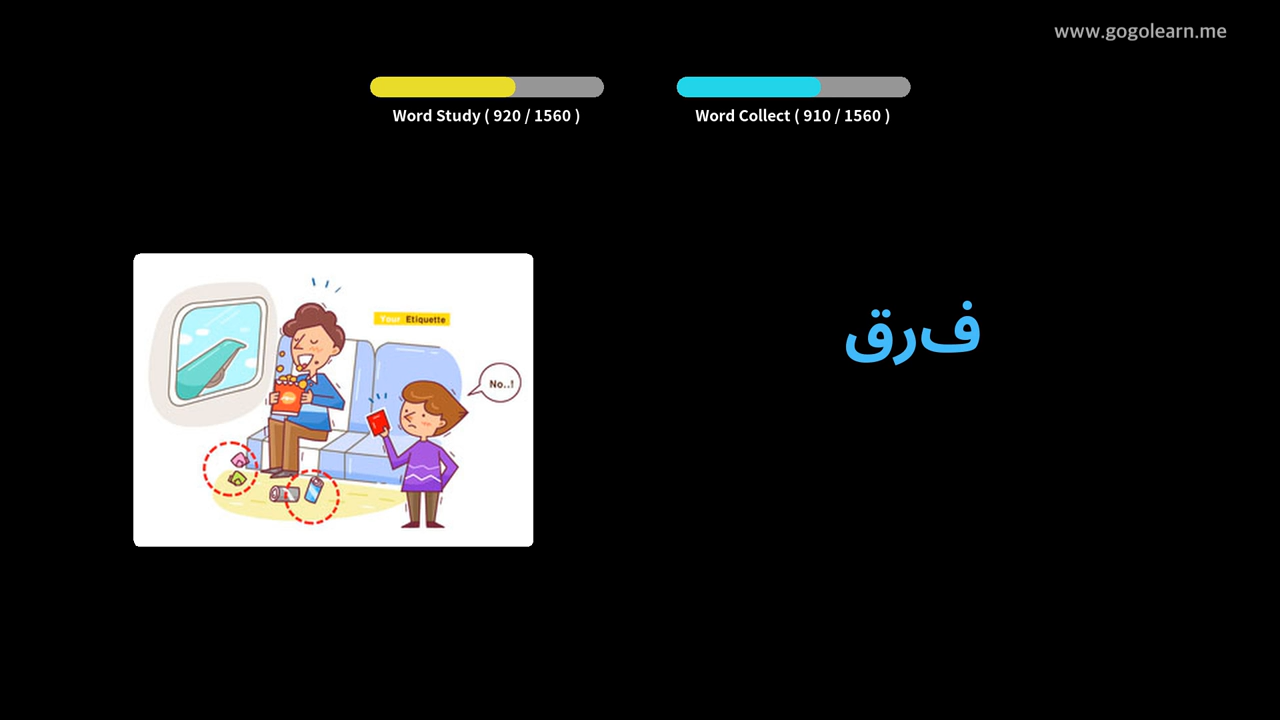 www.gogolearn.me
Word Study ( 920 / 1560 )
Word Collect ( 910 / 1560 )
Your Etiquette
No..!
فرق